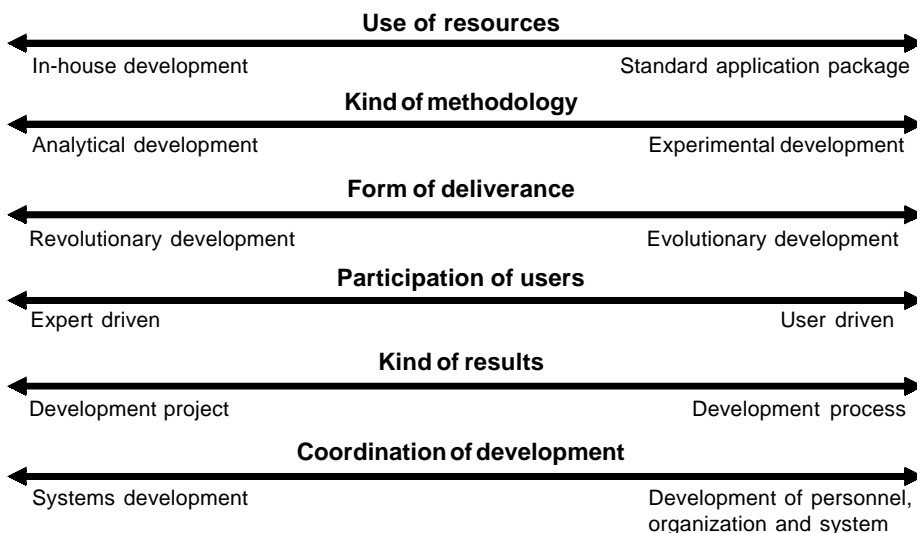 Use of resources
In-house development Standard application package
Kind of methodology
Analytical development Experimental development
Form of deliverance
Revolutionary development Evolutionary development
Participation of users
Expert driven User driven
Kind of results
Development project Development process
Coordination of development
Systems development Development of personnel,
organization and system